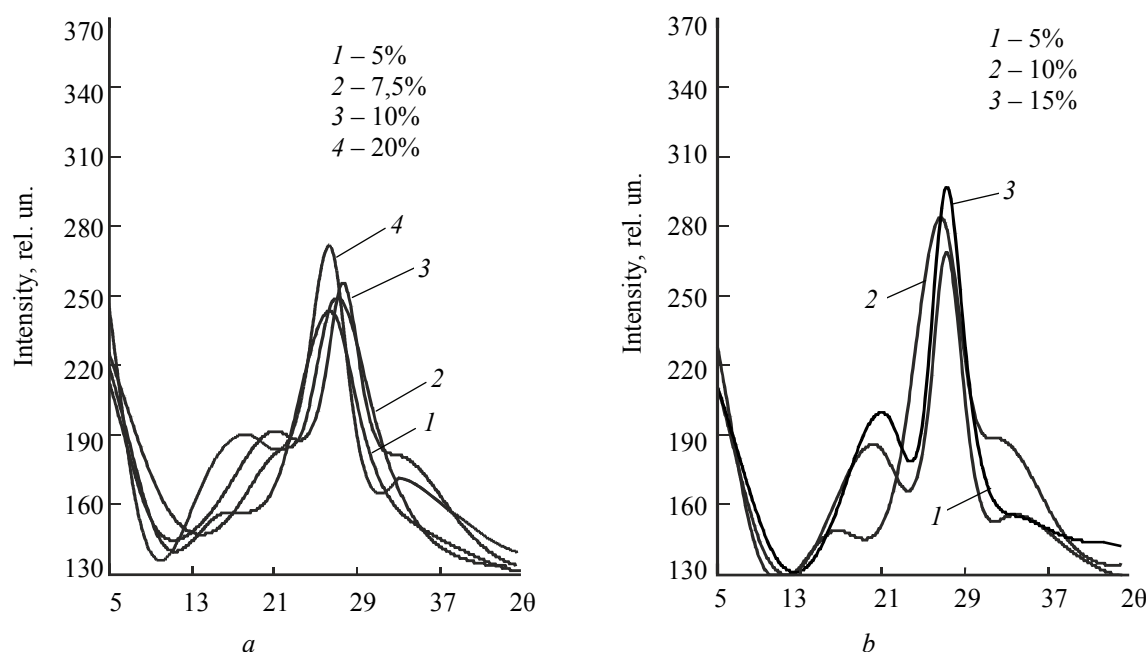 Intensity, rel. un.
370
340
310
280
250
220
190
160
130
5
13
21
29
37
2θ
1 – 5%
2 – 7,5%
3 – 10%
4 – 20%
4
3
2
1
a
Intensity, rel. un.
370
340
310
280
250
220
190
160
130
5
13
21
29
37
2θ
1 – 5%
2 – 10%
3 – 15%
3
2
1
b